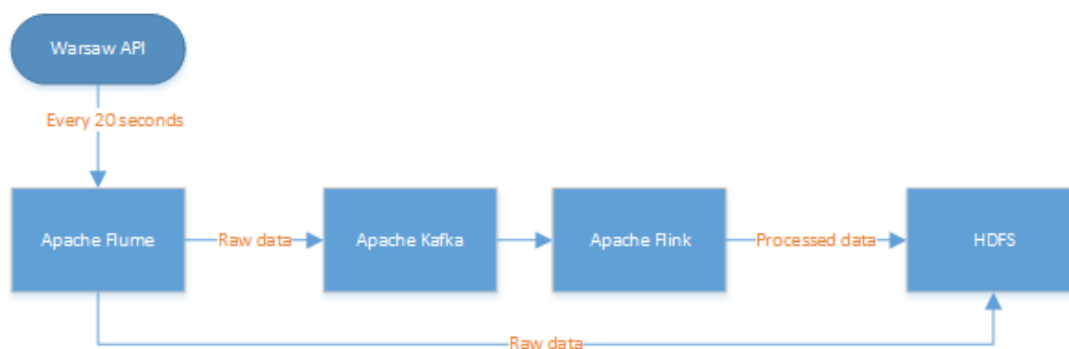 Warsaw API
Every 20 seconds
Apache Flume
Raw data
Apache Kafka
Apache Flink
Processed data
HDFS
Raw data